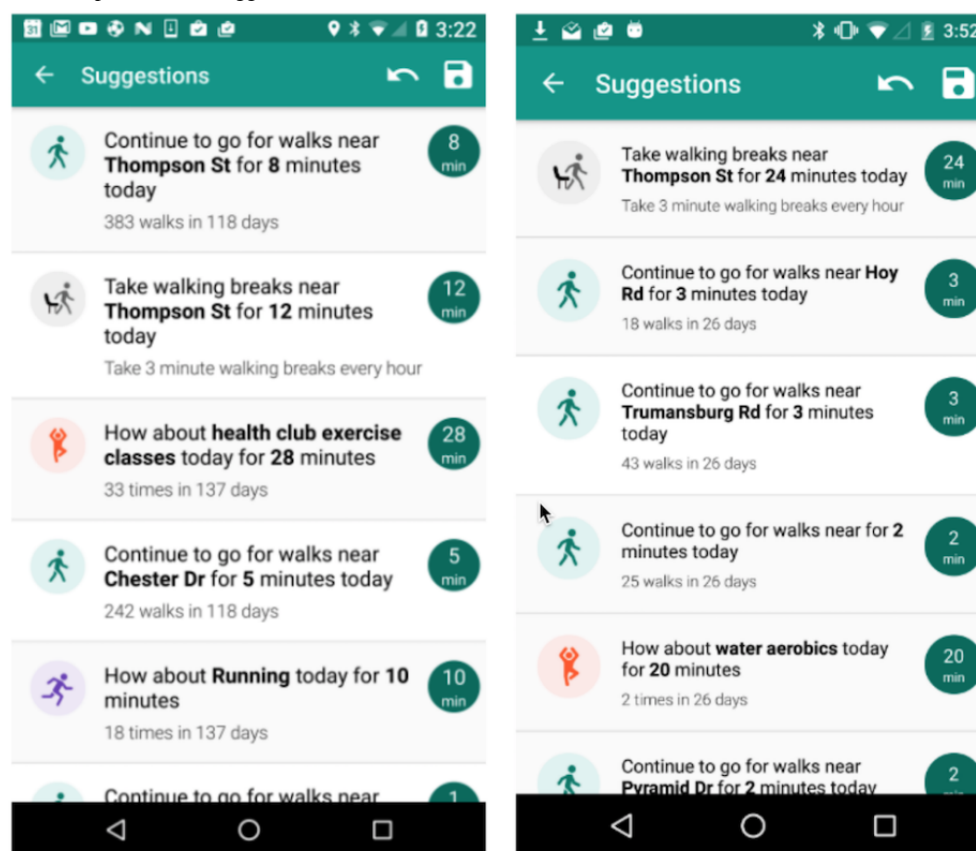 3:22
Suggestions
Continue to go for walks near
Thompson St for 8 minutes
today
383 walks in 118 days
8
min
Take walking breaks near
Thompson St for 12 minutes
today
Take 3 minute walking breaks every hour
12
min
How about health club exercise
classes today for 28 minutes
33 times in 137 days
28
min
Continue to go for walks near
Chester Dr for 5 minutes today
242 walks in 118 days
5
min
How about Running today for 10
minutes
18 times in 137 days
10
min
Continue to go for walks near
1
3:52
Suggestions
Take walking breaks near
Thompson St for 24 minutes today
Take 3 minute walking breaks every hour
24
min
Continue to go for walks near Hoy
Rd for 3 minutes today
18 walks in 26 days
3
min
Continue to go for walks near
Trumansburg Rd for 3 minutes
today
43 walks in 26 days
3
min
Continue to go for walks near for 2
minutes today
25 walks in 26 days
2
min
How about water aerobics today
for 20 minutes
2 times in 26 days
20
min
Continue to go for walks near
Pyramid Dr for 2 minutes today
2
min